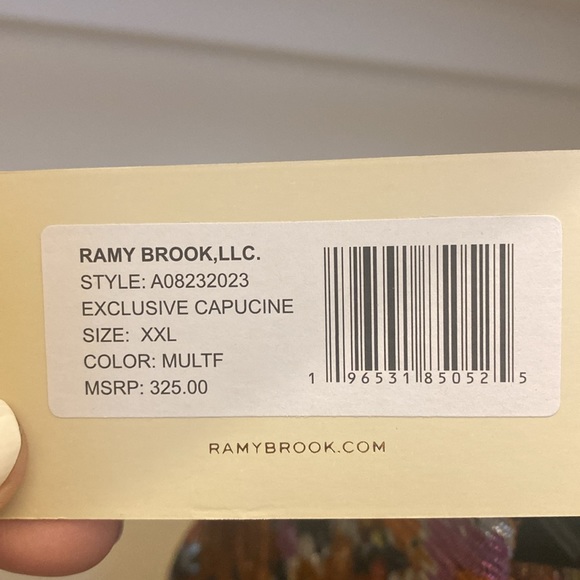 RAMY BROOK,LLC.
STYLE: A08232023
EXCLUSIVE CAPUCINE
SIZE: XXL
COLOR: MULTF
MSRP: 325.00
1 96531 85052 5
RAMYBROOK.COM